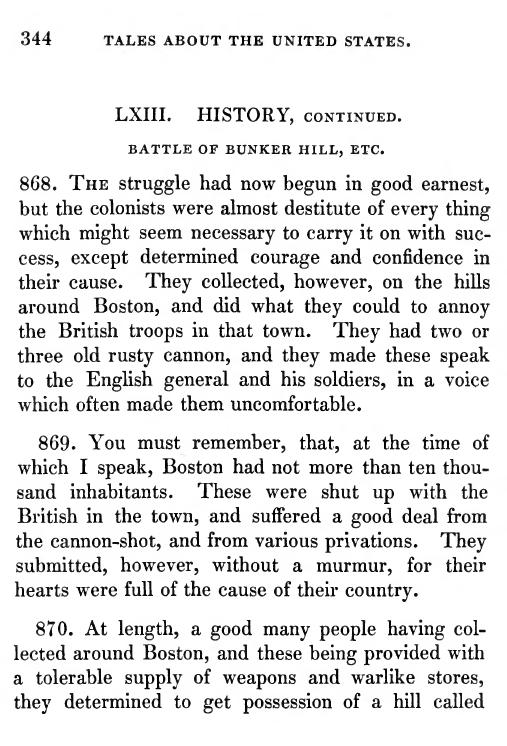 344 TALES ABOUT THE UNITED STATES.
LXIII. HISTORY, CONTINUED.
BATTLE OF BUNKER HILL, ETC.
868. THE struggle had now begun in good earnest,
but the colonists were almost destitute of every thing
which might seem necessary to carry it on with suc-
cess, except determined courage and confidence in
their cause. They collected, however, on the hills
around Boston, and did what they could to annoy
the British troops in that town. They had two or
three old rusty cannon, and they made these speak
to the English general and his soldiers, in a voice
which often made them uncomfortable.
869. You must remember, that, at the time of
which I speak, Boston had not more than ten thou-
sand inhabitants. These were shut up with the
British in the town, and suffered a good deal from
the cannon-shot, and from various privations. They
submitted, however, without a murmur, for their
hearts were full of the cause of their country.
870. At length, a good many people having col-
lected around Boston, and these being provided with
a tolerable supply of weapons and warlike stores,
they determined to get possession of a hill called